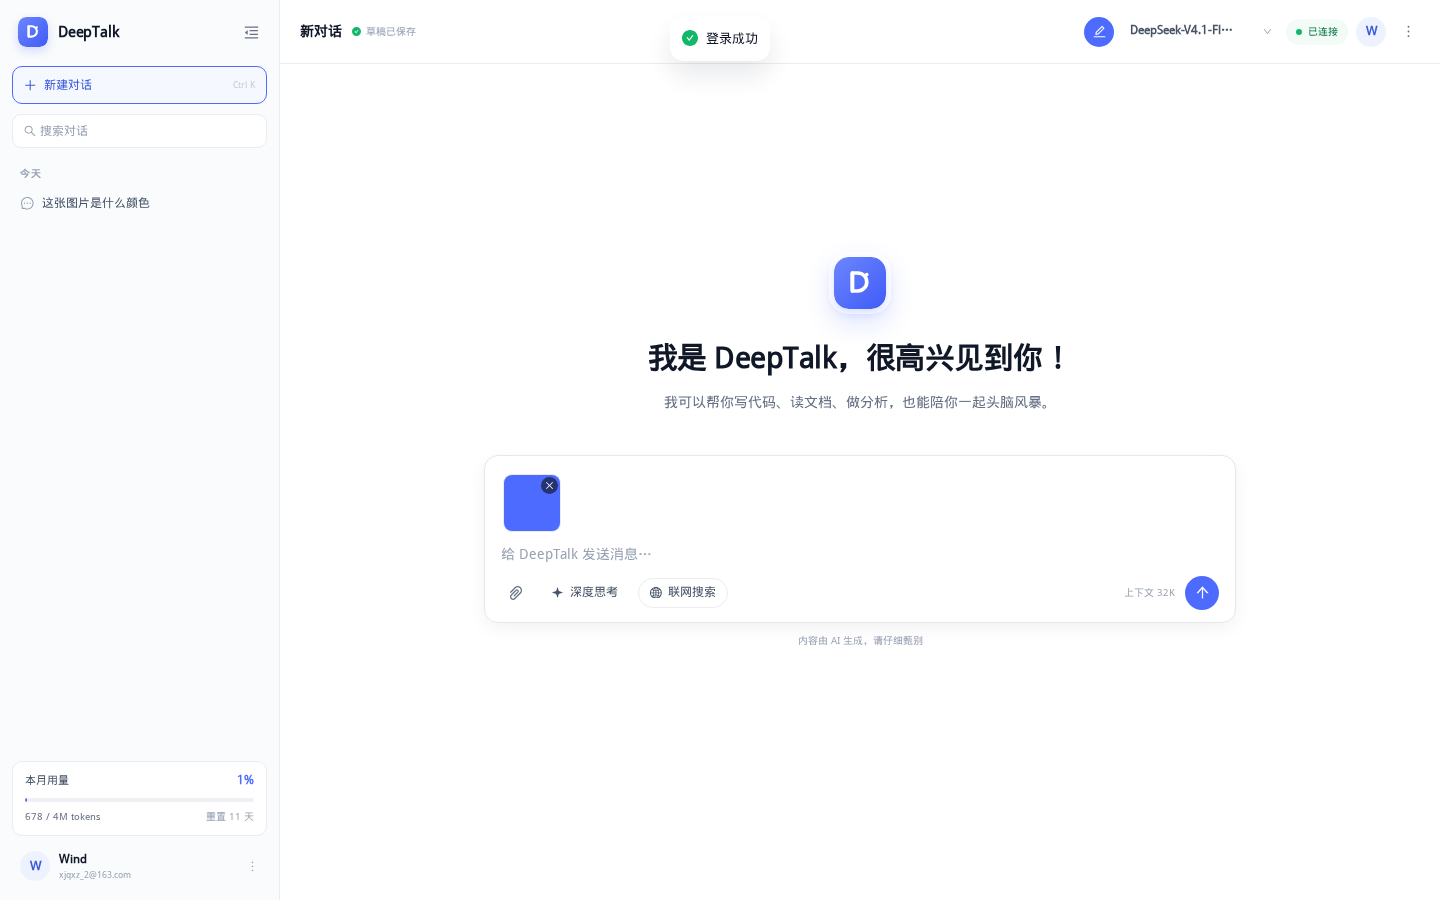 DeepTalk
新建对话
Ctrl K
搜索对话
今天
这张图片是什么颜色
本月用量
1%
678 / 4M tokens
重置 11 天
W
Wind
xjqxz_2@163.com
新对话
草稿已保存
登录成功
DeepSeek-V4.1-Fl···
已连接
W
我是 DeepTalk，很高兴见到你！
我可以帮你写代码、读文档、做分析，也能陪你一起头脑风暴。
给 DeepTalk 发送消息···
深度思考
联网搜索
上下文 32K
内容由 AI 生成，请仔细甄别